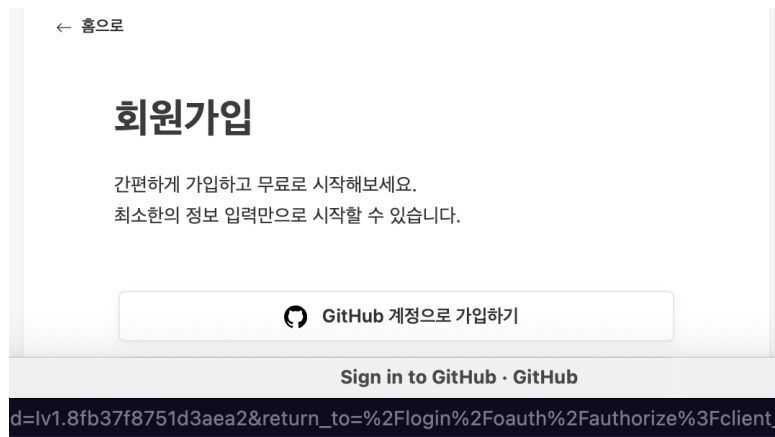 ← 홈으로
회원가입
간편하게 가입하고 무료로 시작해보세요.
최소한의 정보 입력만으로 시작할 수 있습니다.
GitHub 계정으로 가입하기
Sign in to GitHub · GitHub
d=Iv1.8fb37f8751d3aea2&return_to=%2Flogin%2Foauth%2Fauthorize%3Fclient_